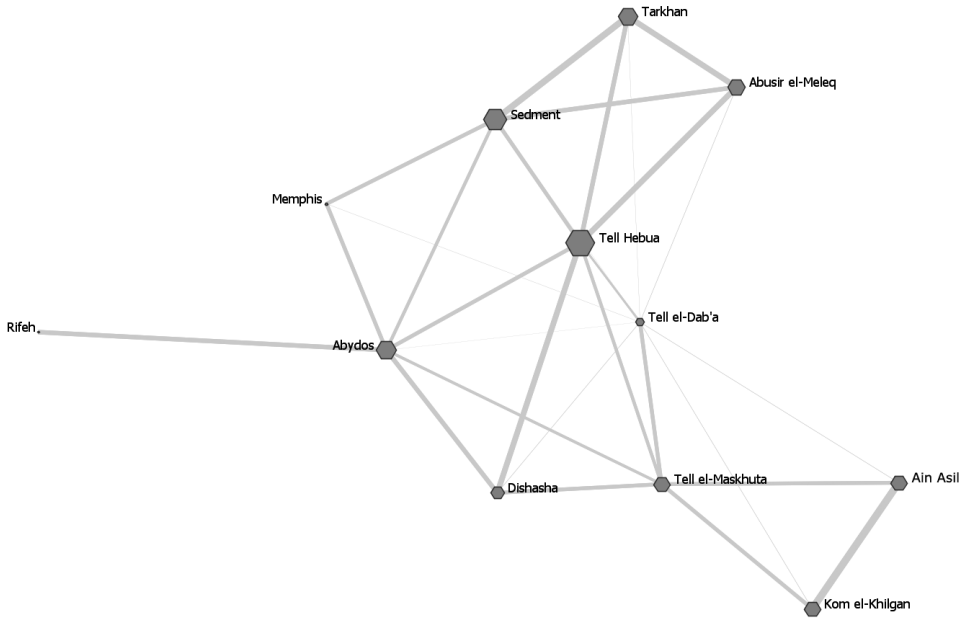 Tarkhan
Abusir el-Meleq
Sedment
Memphis
Tell Hebua
Tell el-Dab'a
Rifeh
Abydos
Tell el-Maskhuta
Ain Asil
Dishasha
Kom el-Khilgan